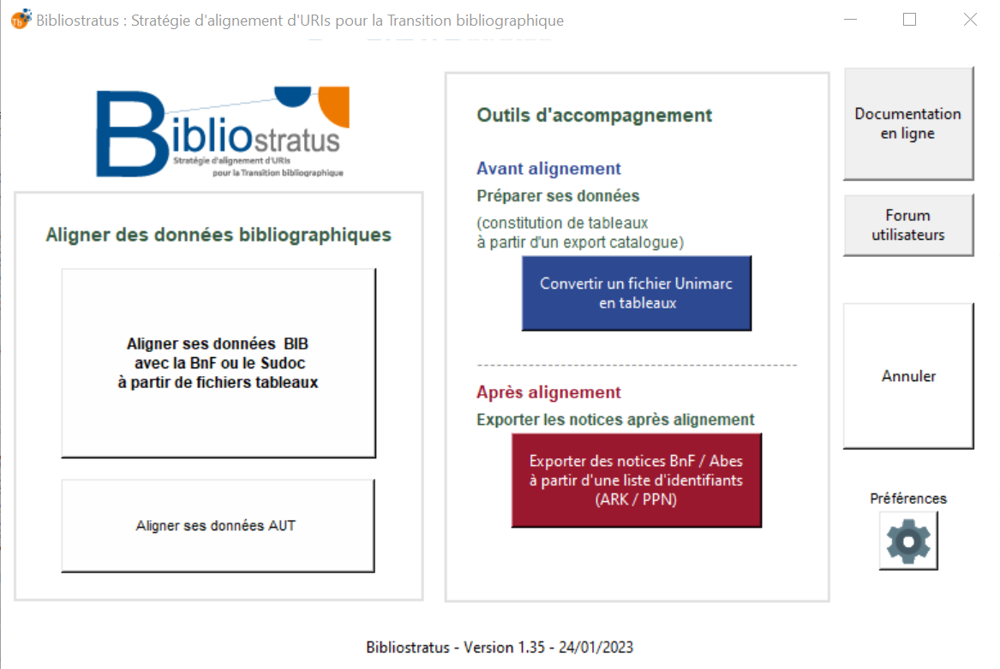 Bibliostratus : Stratégie d'alignement d'URIs pour la Transition bibliographique
Bibliostratus
Stratégie d'alignement d'URIs
pour la Transition bibliographique
Aligner des données bibliographiques
Aligner ses données  BIB
avec la BnF ou le Sudoc
à partir de fichiers tableaux
Aligner ses données AUT
Outils d'accompagnement
Avant alignement
Préparer ses données
(constitution de tableaux
à partir d'un export catalogue)
Convertir un fichier Unimarc
en tableaux
Après alignement
Exporter les notices après alignement
Exporter des notices BnF / Abes
à partir d'une liste d'identifiants
(ARK / PPN)
Documentation
en ligne
Forum
utilisateurs
Annuler
Préférences
Bibliostratus - Version 1.35 - 24/01/2023